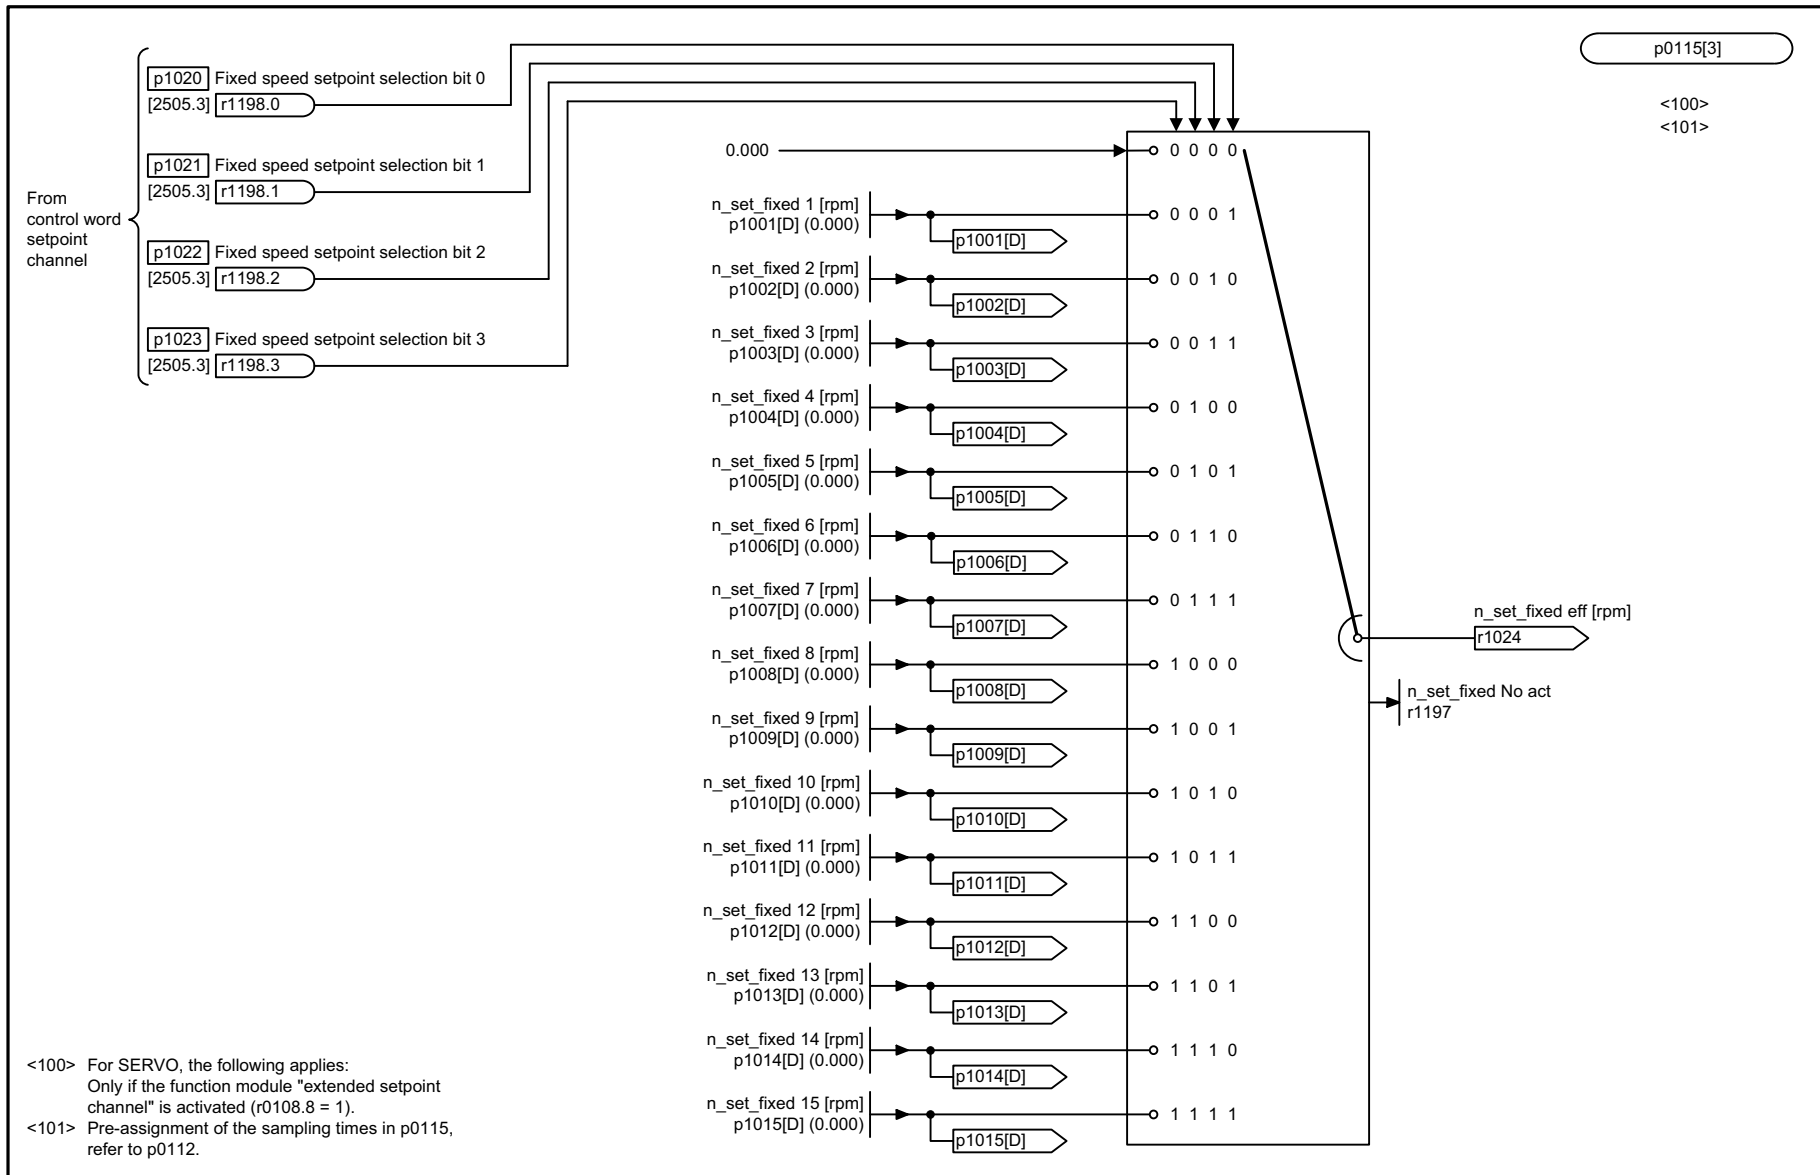 p0115[3]
<100>
<101>
From
control word
setpoint
channel
p1020 Fixed speed setpoint selection bit 0
[2505.3] r1198.0
p1021 Fixed speed setpoint selection bit 1
[2505.3] r1198.1
p1022 Fixed speed setpoint selection bit 2
[2505.3] r1198.2
p1023 Fixed speed setpoint selection bit 3
[2505.3] r1198.3
0.000
0 0 0 0
n_set_fixed 1 [rpm]
p1001[D] (0.000)
p1001[D]
0 0 0 1
n_set_fixed 2 [rpm]
p1002[D] (0.000)
p1002[D]
0 0 1 0
n_set_fixed 3 [rpm]
p1003[D] (0.000)
p1003[D]
0 0 1 1
n_set_fixed 4 [rpm]
p1004[D] (0.000)
p1004[D]
0 1 0 0
n_set_fixed 5 [rpm]
p1005[D] (0.000)
p1005[D]
0 1 0 1
n_set_fixed 6 [rpm]
p1006[D] (0.000)
p1006[D]
0 1 1 0
n_set_fixed 7 [rpm]
p1007[D] (0.000)
p1007[D]
0 1 1 1
n_set_fixed 8 [rpm]
p1008[D] (0.000)
p1008[D]
1 0 0 0
n_set_fixed 9 [rpm]
p1009[D] (0.000)
p1009[D]
1 0 0 1
n_set_fixed 10 [rpm]
p1010[D] (0.000)
p1010[D]
1 0 1 0
n_set_fixed 11 [rpm]
p1011[D] (0.000)
p1011[D]
1 0 1 1
n_set_fixed 12 [rpm]
p1012[D] (0.000)
p1012[D]
1 1 0 0
n_set_fixed 13 [rpm]
p1013[D] (0.000)
p1013[D]
1 1 0 1
n_set_fixed 14 [rpm]
p1014[D] (0.000)
p1014[D]
1 1 1 0
n_set_fixed 15 [rpm]
p1015[D] (0.000)
p1015[D]
1 1 1 1
n_set_fixed eff [rpm]
r1024
n_set_fixed No act
r1197
<100> For SERVO, the following applies:
Only if the function module "extended setpoint
channel" is activated (r0108.8 = 1).
<101> Pre-assignment of the sampling times in p0115,
refer to p0112.